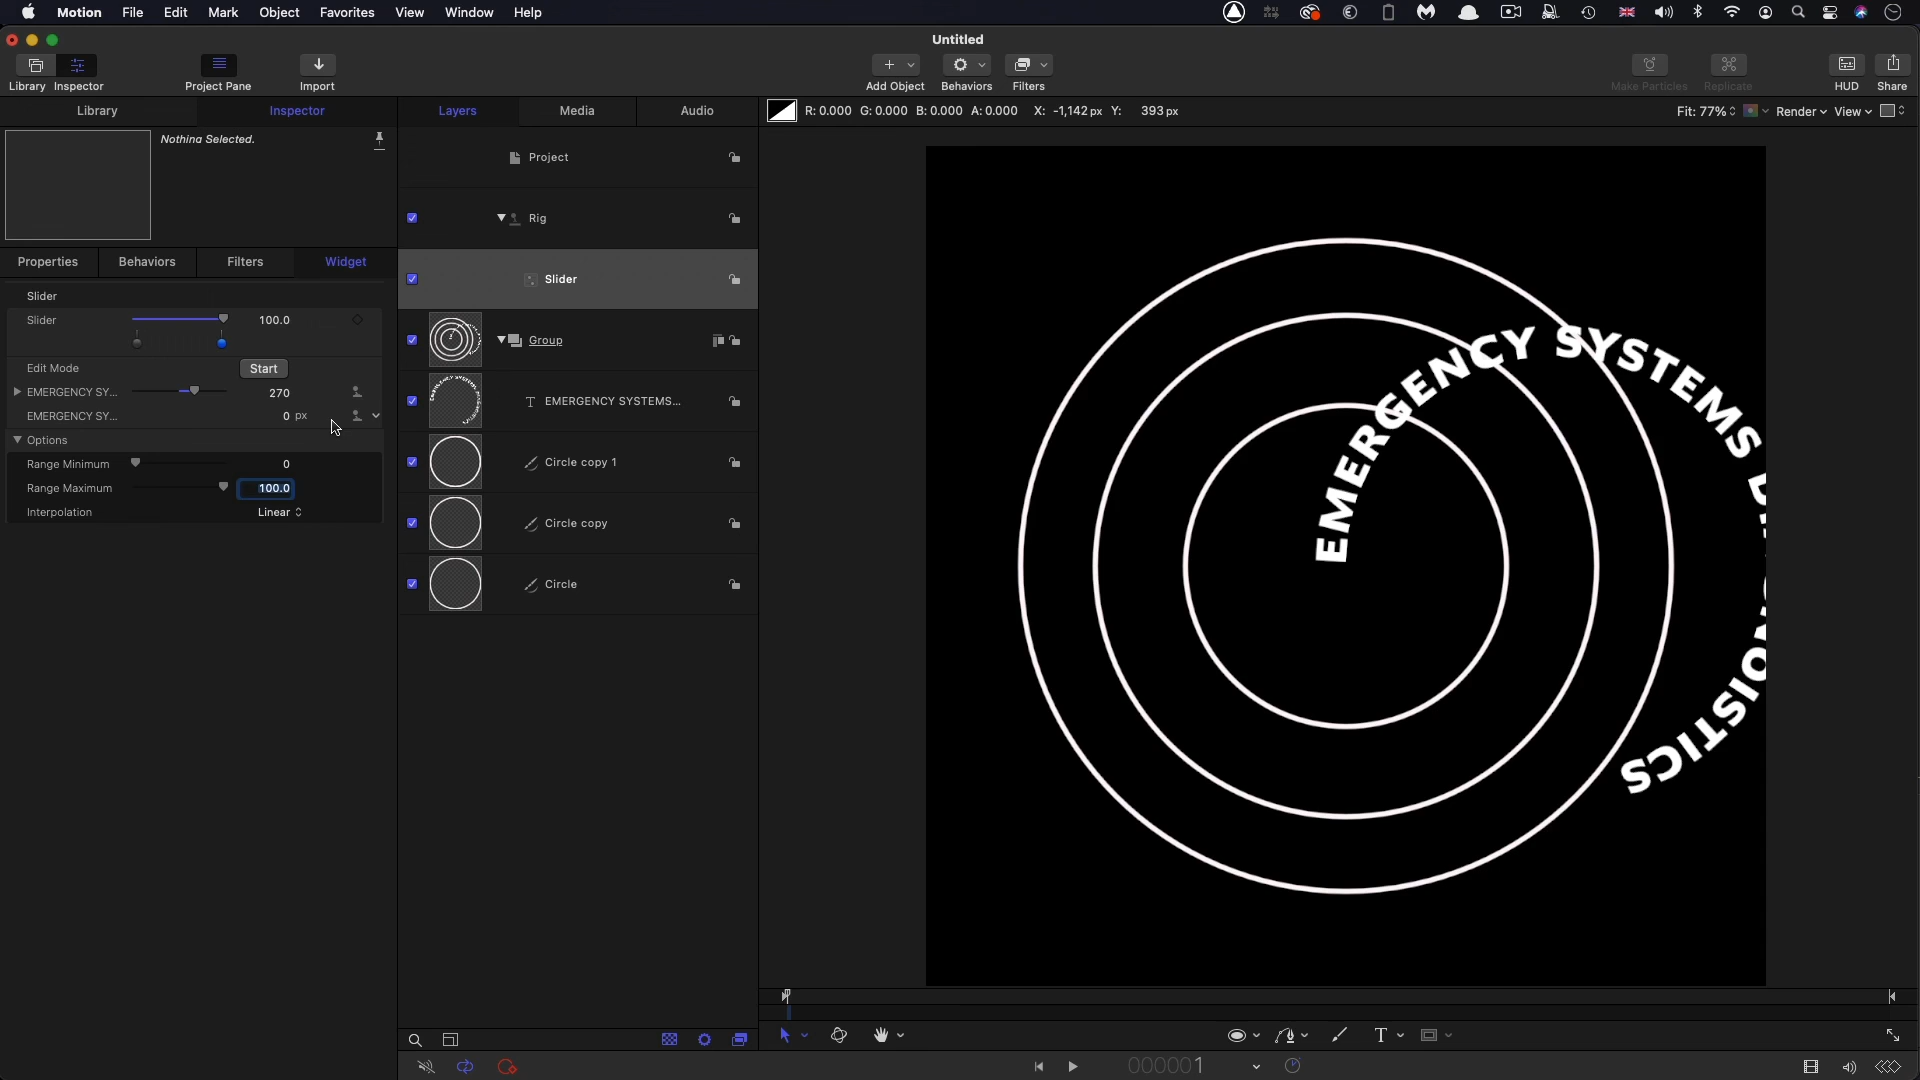 Motion File Edit Mark Object Favorites View Window Help
Untitled
Library Inspector Project Pane Import Add Object Behaviors Filters Make Particles Replicate HUD Share
Library Inspector Layers Media Audio R: 0.000 G: 0.000 B: 0.000 A: 0.000 X: -1,142 px Y: 393 px Fit: 77% Render View
Nothing Selected.
Project
Rig
Properties Behaviors Filters Widget
Slider
Slider
Slider 100.0
Group
Edit Mode Start
EMERGENCY SY... 270
EMERGENCY SYSTEMS...
EMERGENCY SY... 0 px
Options
Range Minimum 0
Circle copy 1
Range Maximum 100.0
Interpolation Linear
Circle copy
Circle
EMERGENCY SYSTEMS
000001